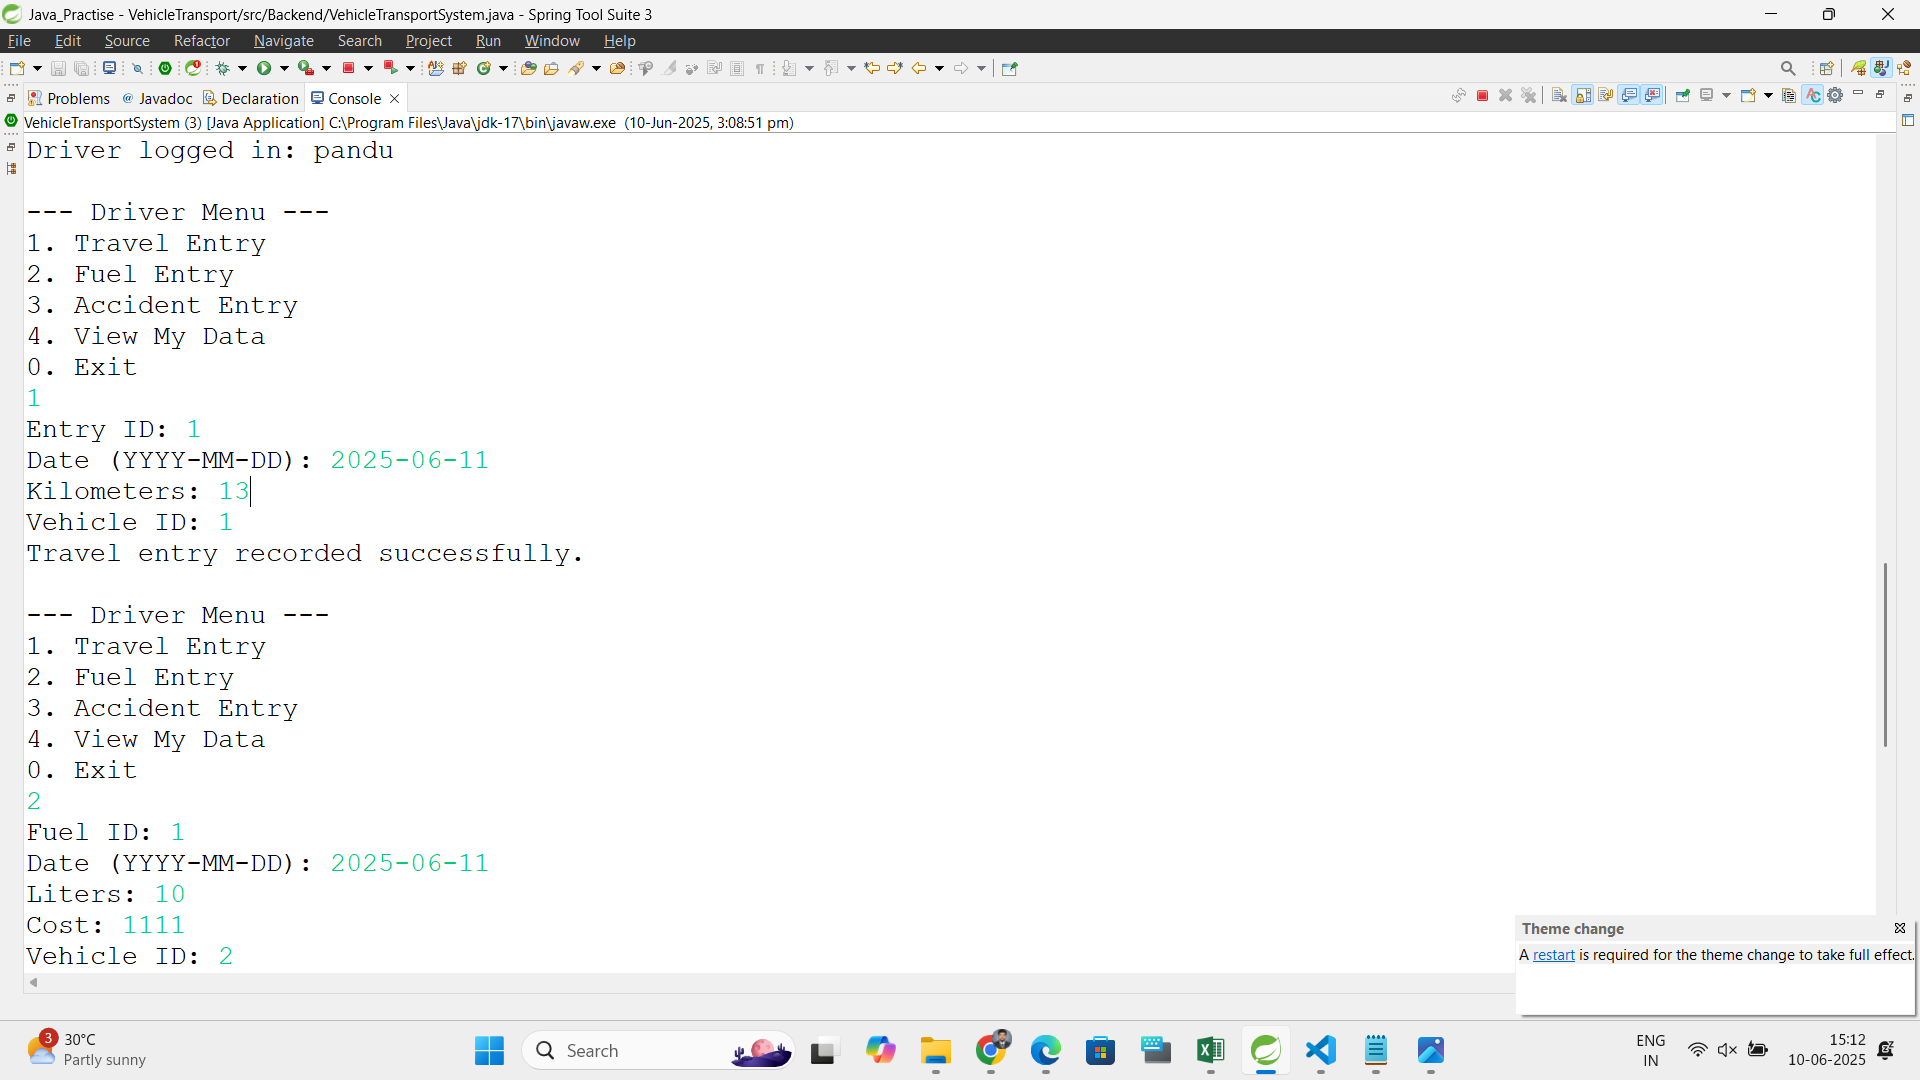 Java_Practise - VehicleTransport/src/Backend/VehicleTransportSystem.java - Spring Tool Suite 3
File Edit Source Refactor Navigate Search Project Run Window Help
Problems @ Javadoc Declaration Console
VehicleTransportSystem (3) [Java Application] C:\Program Files\Java\jdk-17\bin\javaw.exe (10-Jun-2025, 3:08:51 pm)
Driver logged in: pandu
--- Driver Menu ---
1. Travel Entry
2. Fuel Entry
3. Accident Entry
4. View My Data
0. Exit
1
Entry ID: 1
Date (YYYY-MM-DD): 2025-06-11
Kilometers: 13
Vehicle ID: 1
Travel entry recorded successfully.
--- Driver Menu ---
1. Travel Entry
2. Fuel Entry
3. Accident Entry
4. View My Data
0. Exit
2
Fuel ID: 1
Date (YYYY-MM-DD): 2025-06-11
Liters: 10
Cost: 1111
Vehicle ID: 2
Theme change
A restart is required for the theme change to take full effect.
3
30°C
Partly sunny
Search
ENG
IN
15:12
10-06-2025